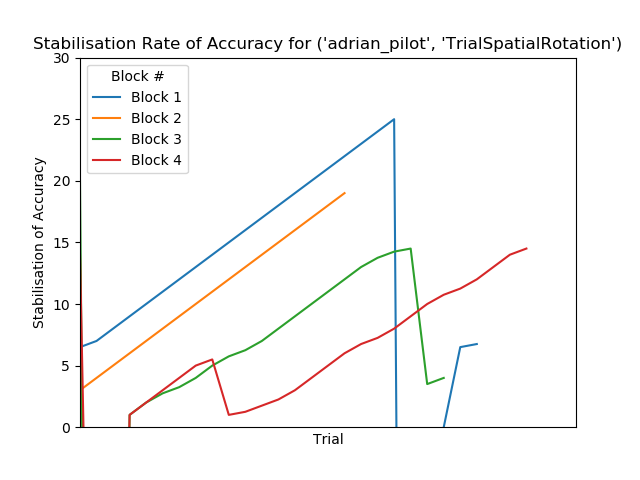 Stabilisation Rate of Accuracy for ('adrian_pilot', 'TrialSpatialRotation')
30
25
20
15
10
5
0
Stabilisation of Accuracy
Block #
Block 1
Block 2
Block 3
Block 4
Trial